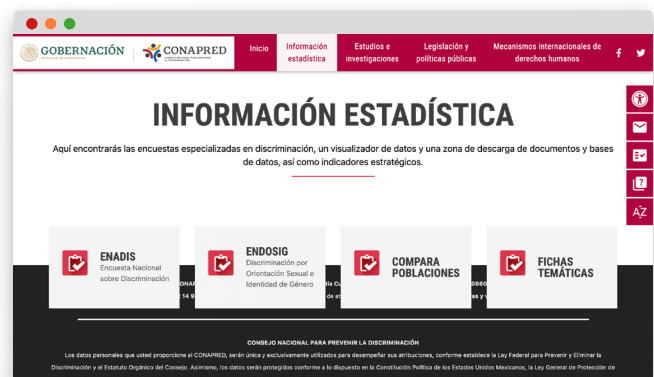 GOBERNACIÓN
CONAPRED
Inicio
Información
estadística
Estudios e
investigaciones
Legislación y
políticas públicas
Mecanismos internacionales de
derechos humanos
INFORMACIÓN ESTADÍSTICA
Aquí encontrarás las encuestas especializadas en discriminación, un visualizador de datos y una zona de descarga de documentos y bases
de datos, así como indicadores estratégicos.
AZ
ENADIS
Encuesta Nacional
sobre Discriminación
ENDOSIG
Discriminación por
Orientación Sexual e
Identidad de Género
COMPARA
POBLACIONES
FICHAS
TEMÁTICAS
CONSEJO NACIONAL PARA PREVENIR LA DISCRIMINACIÓN
Los datos personales que usted proporcione al CONAPRED, serán única y exclusivamente utilizados para desempeñar sus atribuciones, conforme establece la Ley Federal para Prevenir y Eliminar la
Discriminación y el Estatuto Orgánico del Consejo. Asimismo, los datos serán protegidos conforme a lo dispuesto en la Constitución Política de los Estados Unidos Mexicanos, la Ley General de Protección de